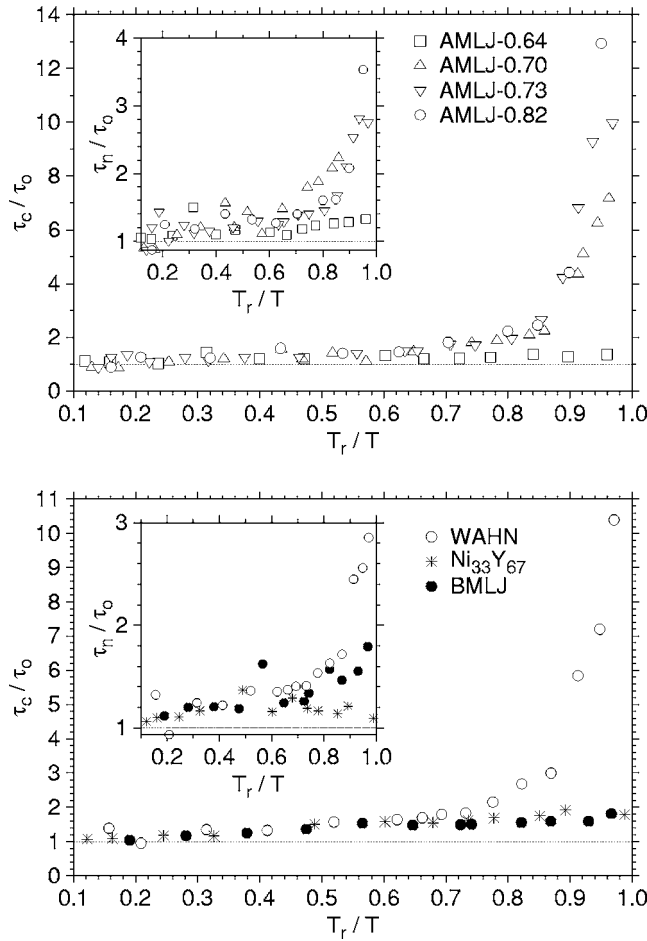 14
12
10
8
6
4
2
0
τc / τo
4
3
2
1
τn / τo
0.2 0.4 0.6 0.8 1.0
Tr / T
AMLJ-0.64
AMLJ-0.70
AMLJ-0.73
AMLJ-0.82
0.1 0.2 0.3 0.4 0.5 0.6 0.7 0.8 0.9 1.0
Tr / T
11
10
9
8
7
6
5
4
3
2
1
0
τc / τo
3
2
1
τn / τo
0.2 0.4 0.6 0.8 1.0
Tr / T
WAHN
Ni33Y67
BMLJ
0.1 0.2 0.3 0.4 0.5 0.6 0.7 0.8 0.9 1.0
Tr / T